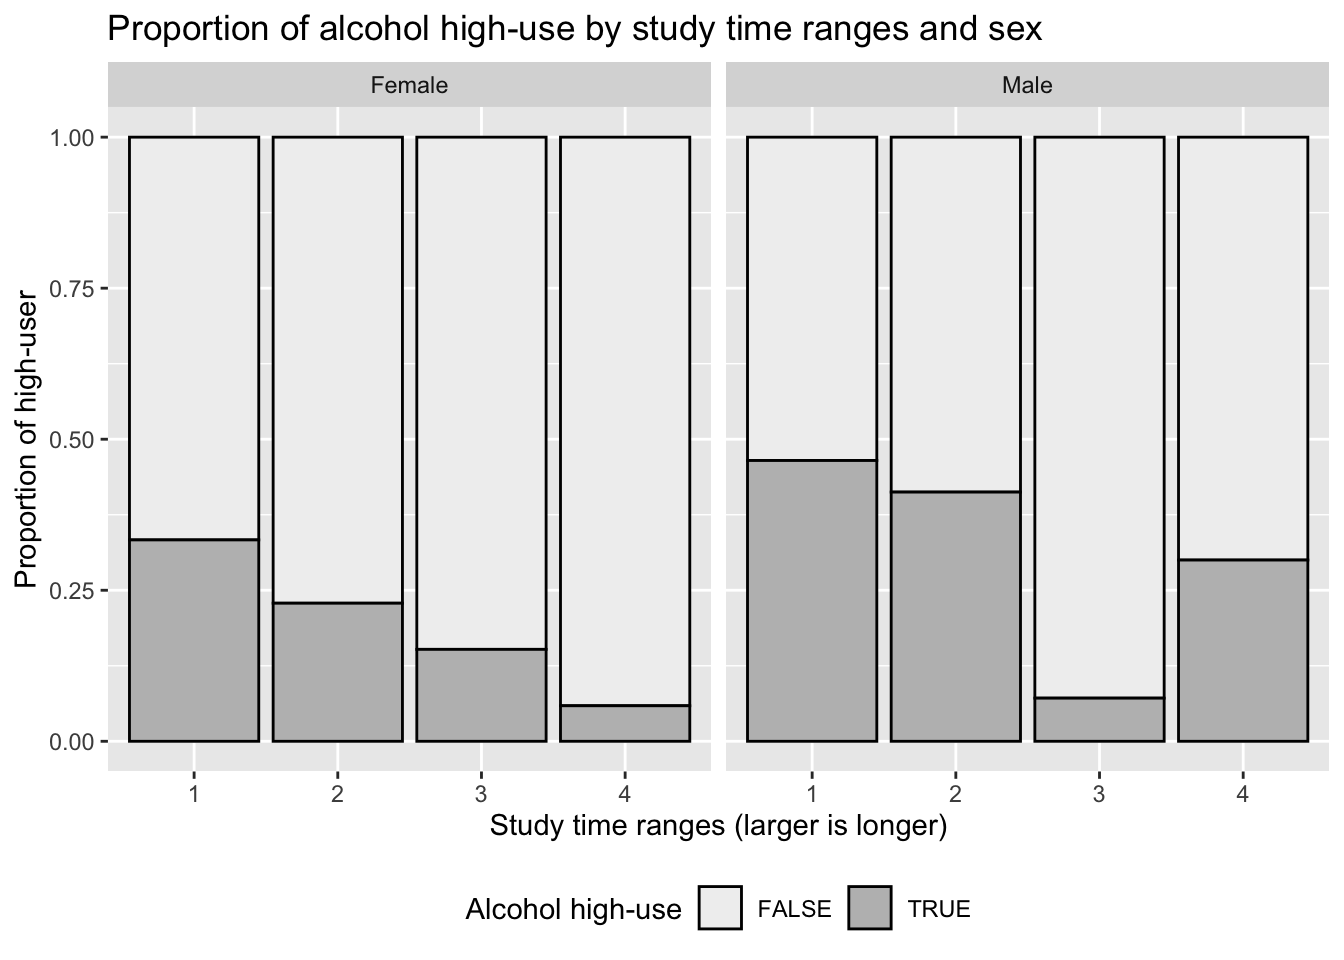 Proportion of alcohol high-use by study time ranges and sex
Female
Male
Proportion of high-user
1.00
0.75
0.50
0.25
0.00
1 2 3 4
1 2 3 4
Study time ranges (larger is longer)
Alcohol high-use FALSE TRUE